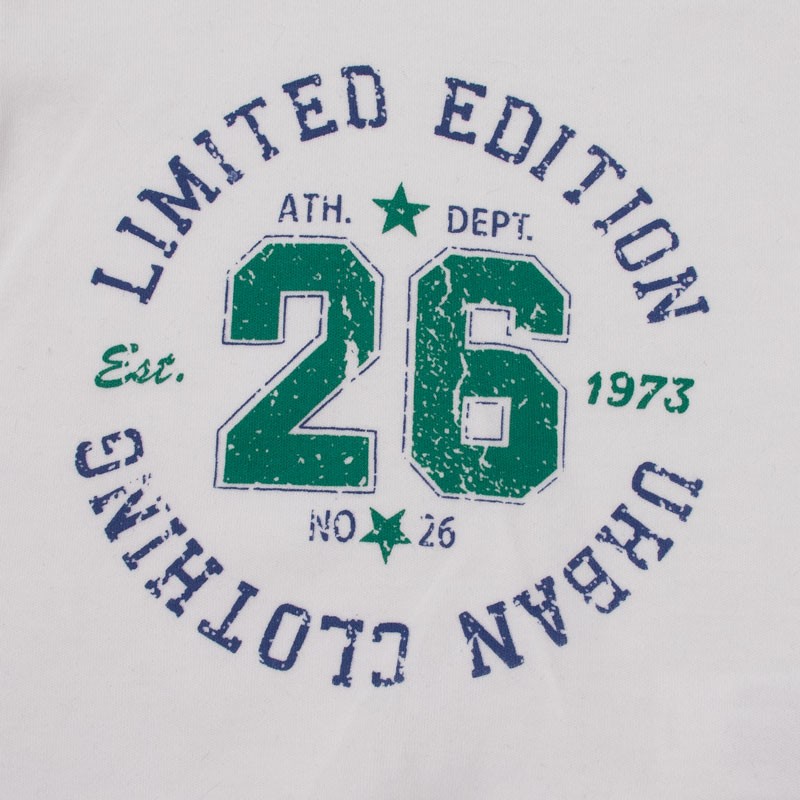 LIMITED EDITION
ATH. DEPT.
26
Est. 1973
NO 26
URBAN CLOTHING